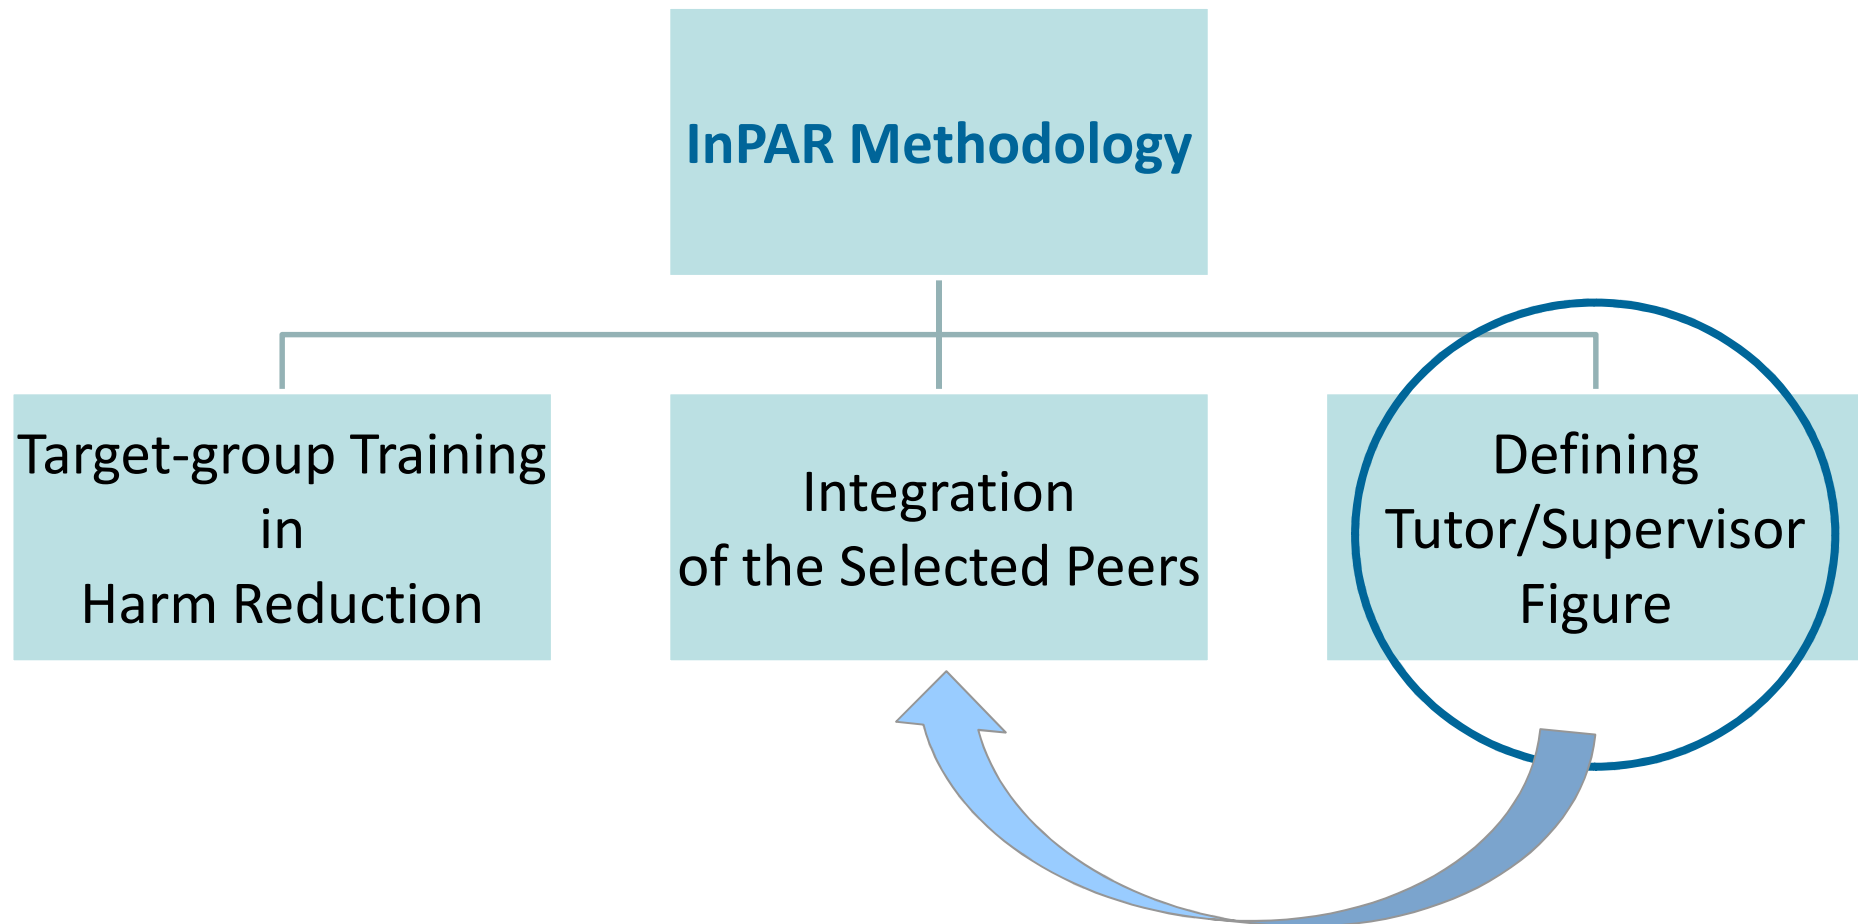 InPAR Methodology
Target-group Training
in
Harm Reduction
Integration
of the Selected Peers
Defining
Tutor/Supervisor
Figure